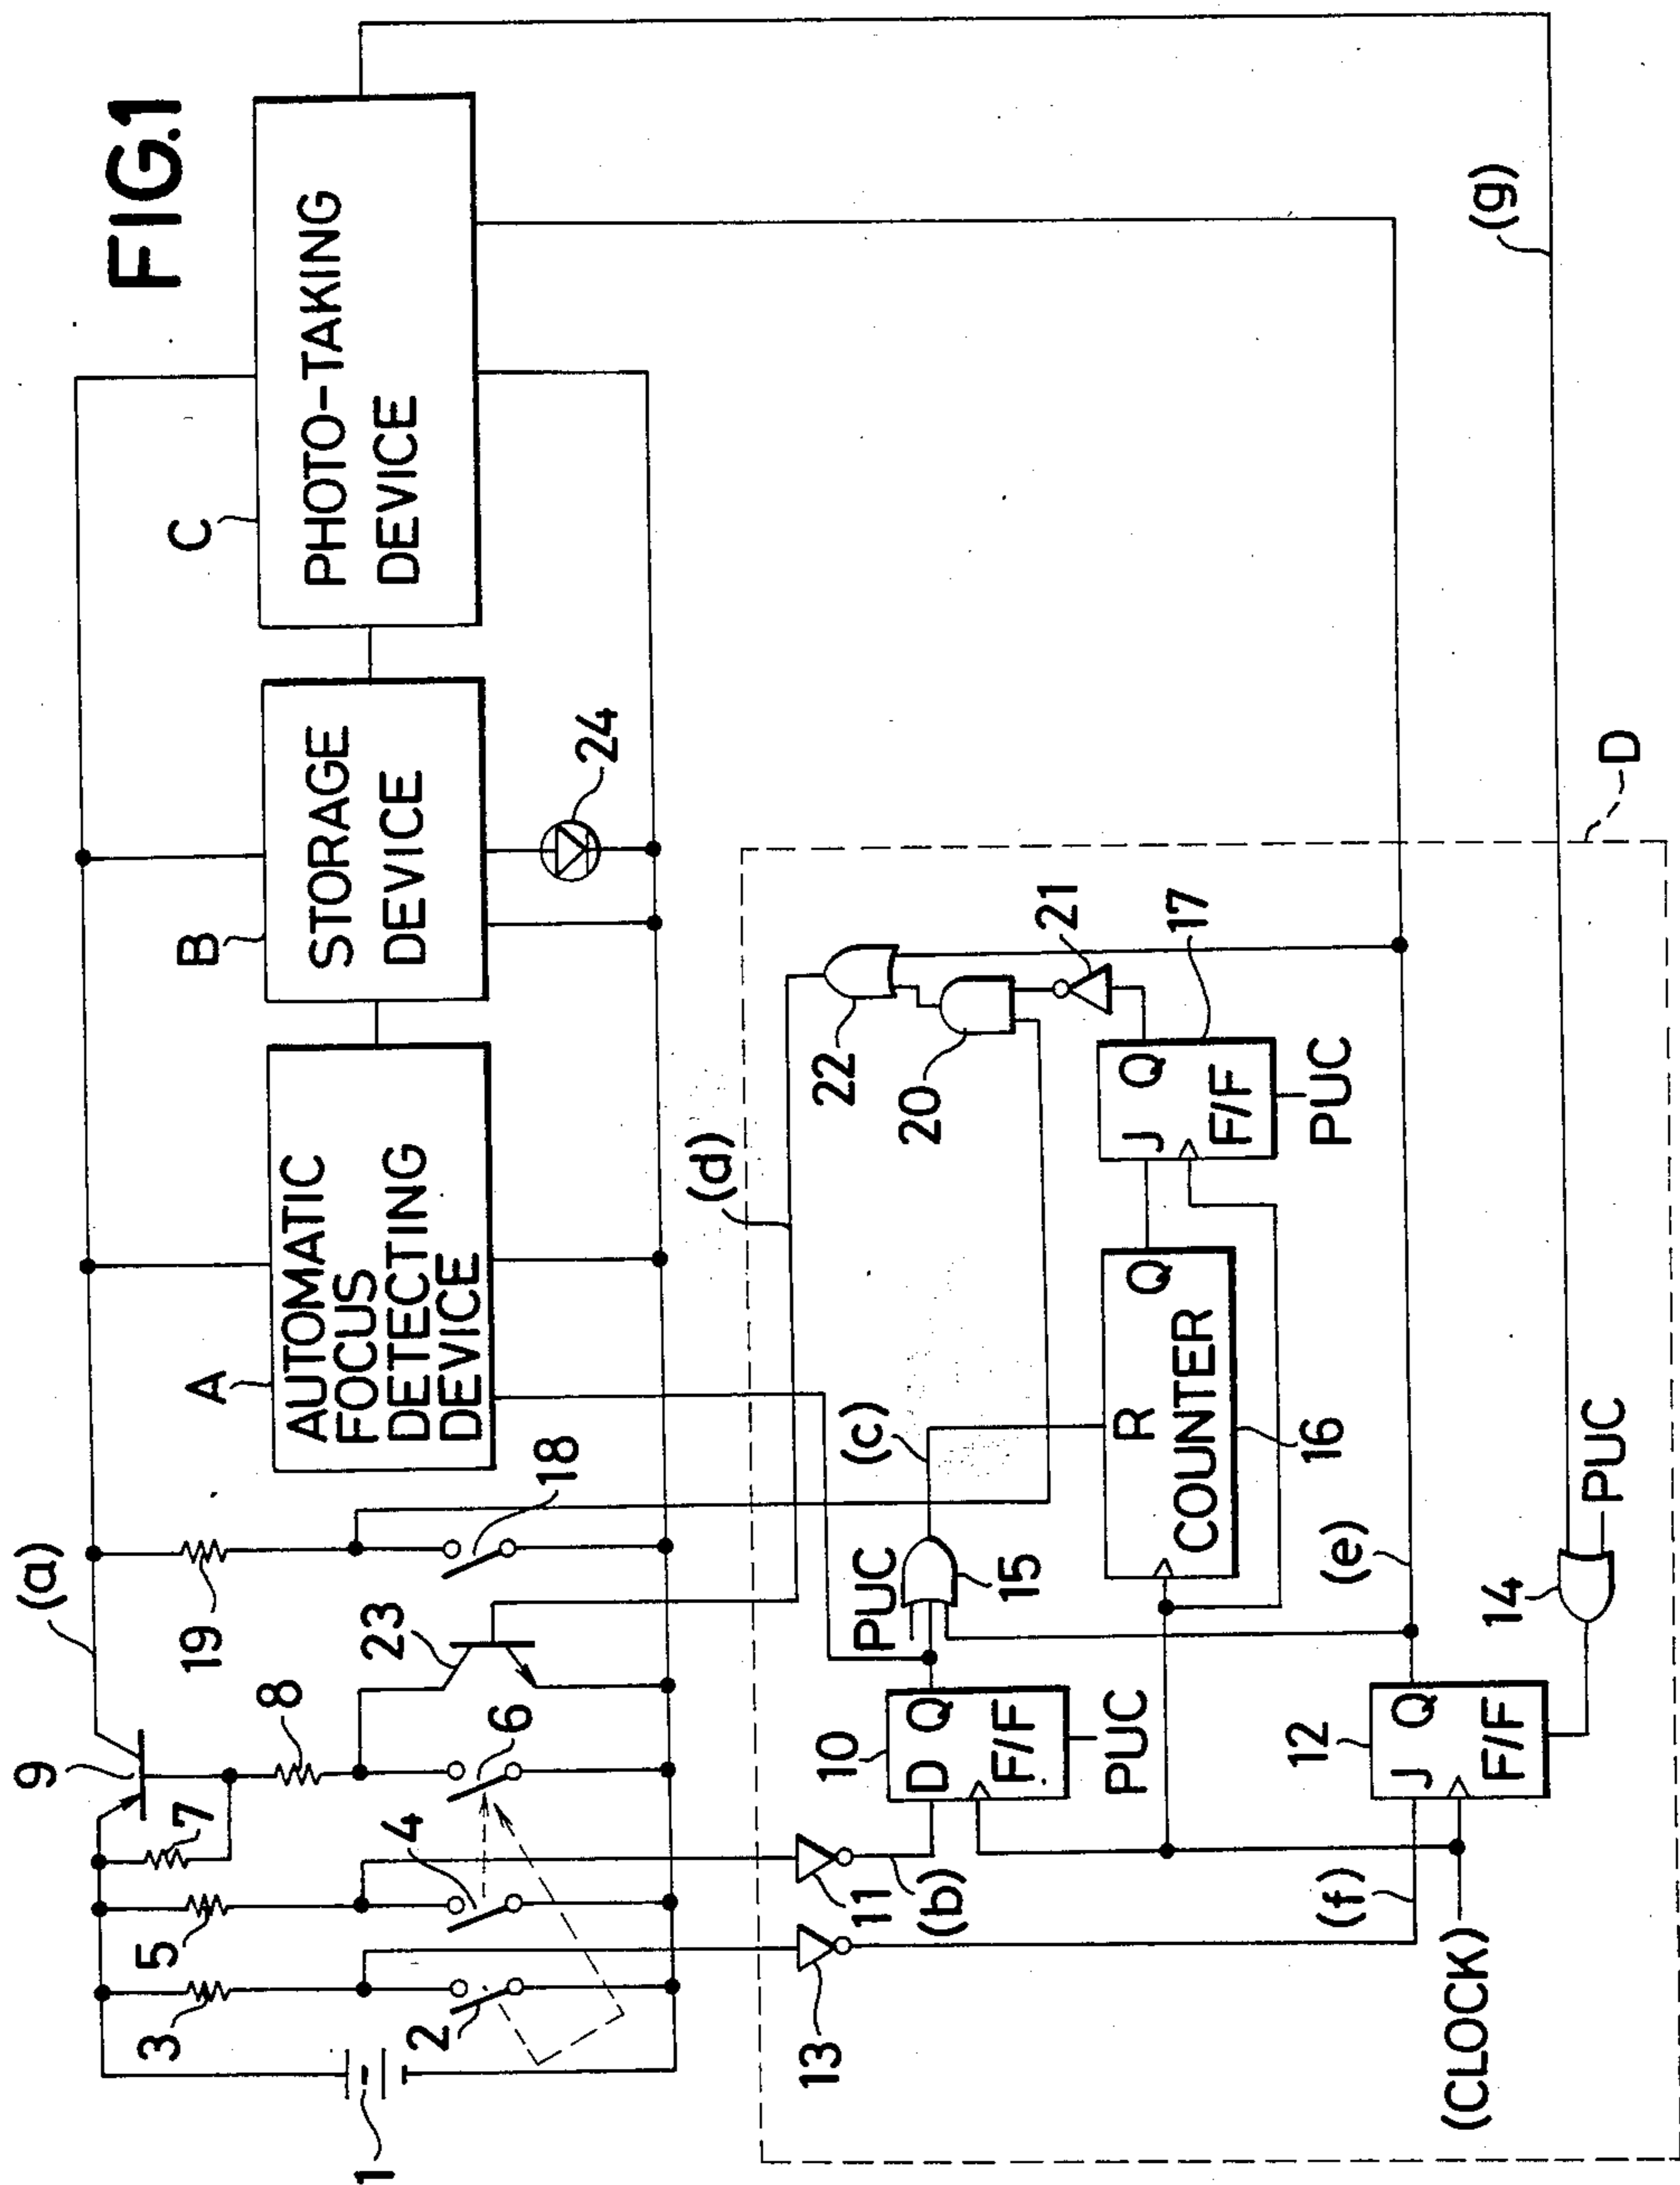 FIG.1
(a)
9
19
7
8
5
3
1
2
4
6
23
18
A
AUTOMATIC
FOCUS
DETECTING
DEVICE
B
STORAGE
DEVICE
24
C
PHOTO-TAKING
DEVICE
(d)
(c)
(b)
13
11
10
D Q
F/F
PUC
PUC
15
R Q
COUNTER
16
22
20
21
17
J Q
F/F
PUC
(f)
(CLOCK)
12
J Q
F/F
(e)
14
PUC
D
(g)